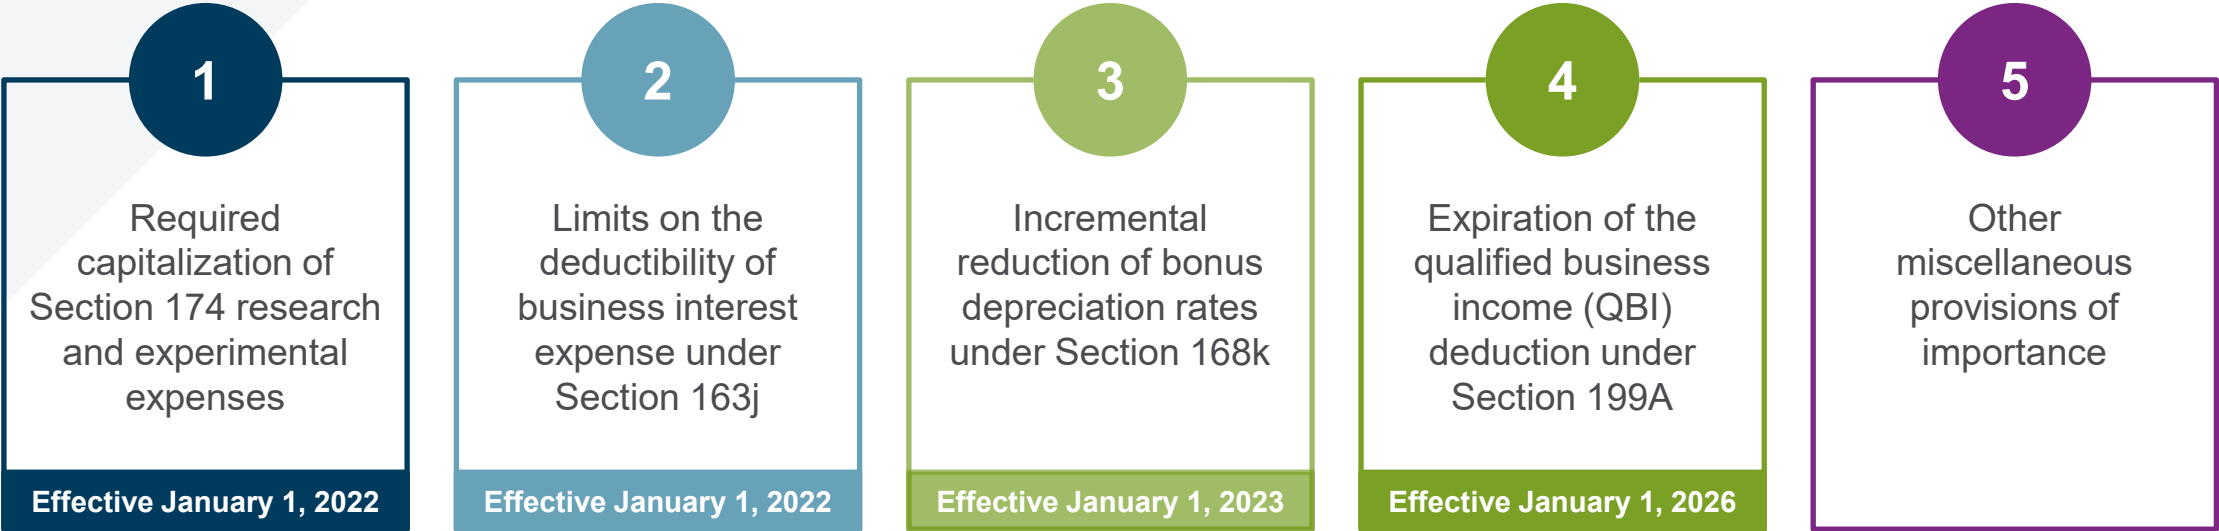 1
Required
capitalization of
Section 174 research
and experimental
expenses
Effective January 1, 2022
2
Limits on the
deductibility of
business interest
expense under
Section 163j
Effective January 1, 2022
3
Incremental
reduction of bonus
depreciation rates
under Section 168k
Effective January 1, 2023
4
Expiration of the
qualified business
income (QBI)
deduction under
Section 199A
Effective January 1, 2026
5
Other
miscellaneous
provisions of
importance